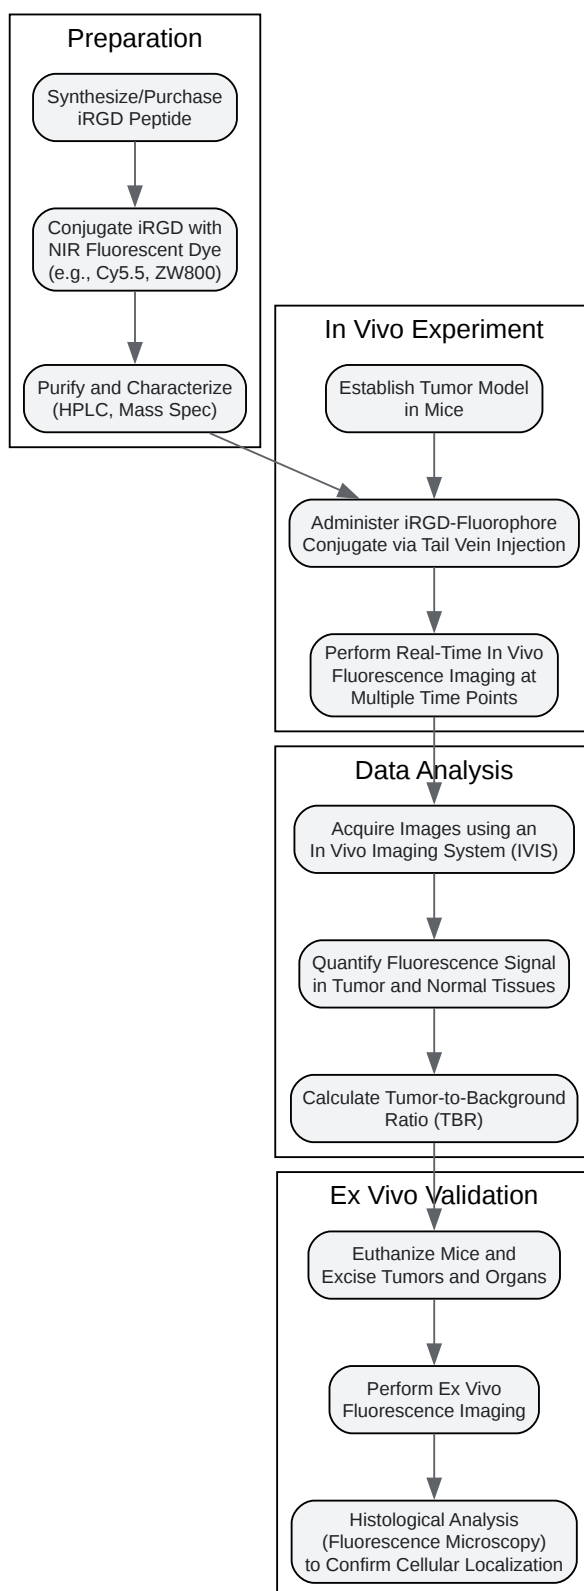 Preparation
Synthesize/Purchase
iRGD Peptide
Conjugate iRGD with
NIR Fluorescent Dye
(e.g., Cy5.5, ZW800)
Purify and Characterize
(HPLC, Mass Spec)
In Vivo Experiment
Establish Tumor Model
in Mice
Administer iRGD-Fluorophore
Conjugate via Tail Vein Injection
Perform Real-Time In Vivo
Fluorescence Imaging at
Multiple Time Points
Data Analysis
Acquire Images using an
In Vivo Imaging System (IVIS)
Quantify Fluorescence Signal
in Tumor and Normal Tissues
Calculate Tumor-to-Background
Ratio (TBR)
Ex Vivo Validation
Euthanize Mice and
Excise Tumors and Organs
Perform Ex Vivo
Fluorescence Imaging
Histological Analysis
(Fluorescence Microscopy)
to Confirm Cellular Localization